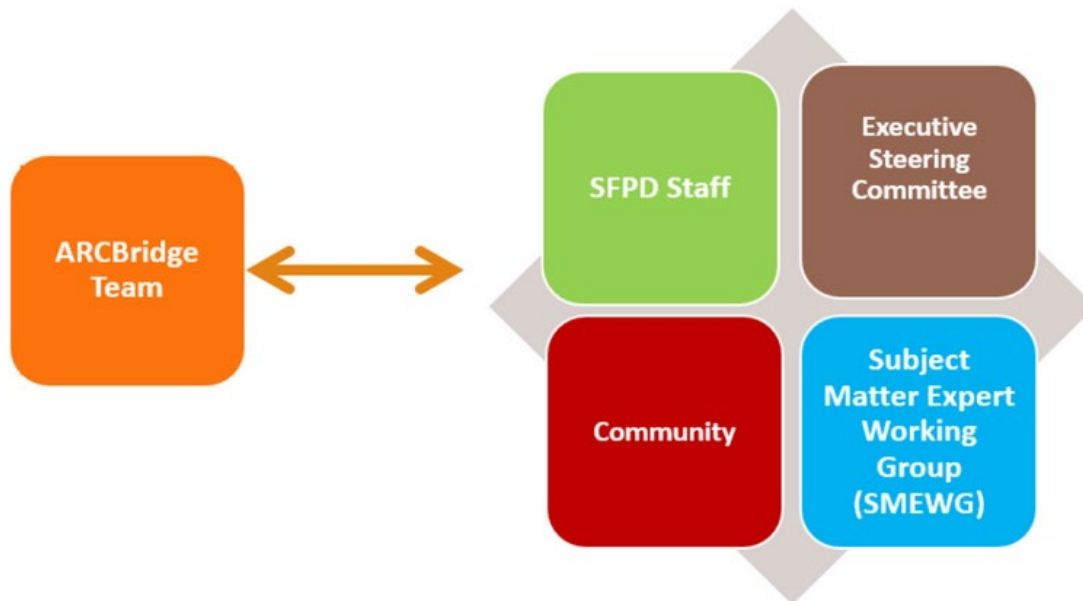 ARCBridge
Team
SFPD Staff
Executive
Steering
Committee
Community
Subject
Matter Expert
Working
Group
(SMEWG)